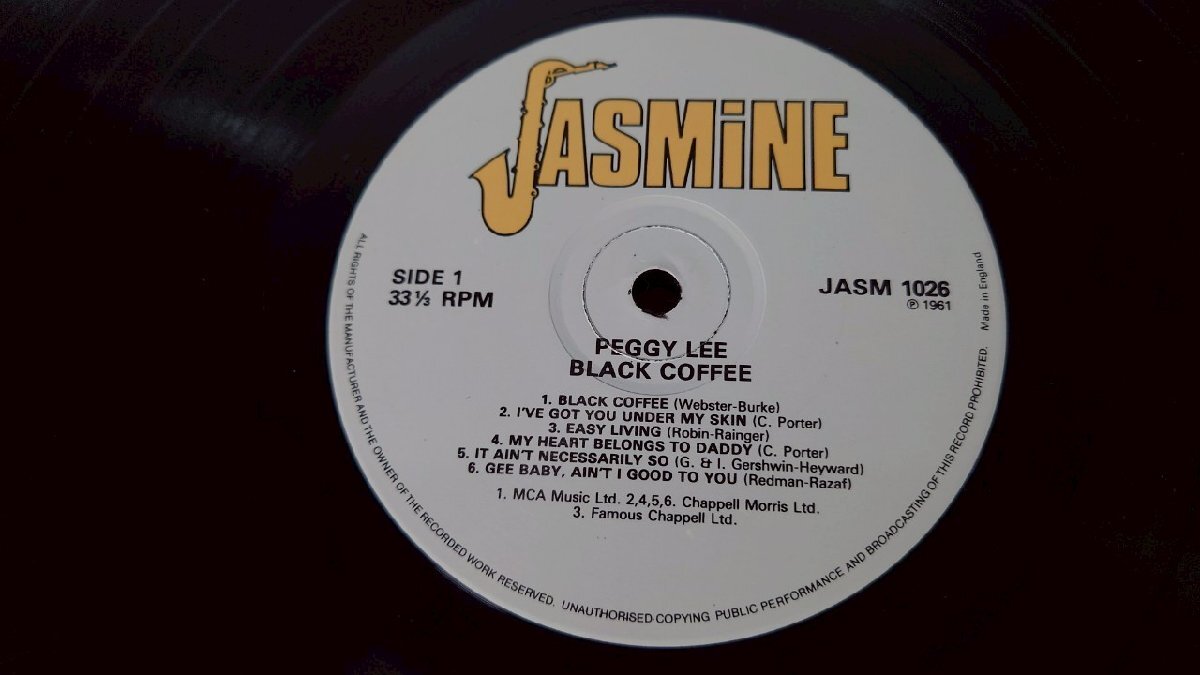 JASMiNE
SIDE 1
33⅓ RPM
JASM 1026
℗ 1961
PEGGY LEE
BLACK COFFEE
1. BLACK COFFEE (Webster-Burke)
2. I'VE GOT YOU UNDER MY SKIN (C. Porter)
3. EASY LIVING (Robin-Rainger)
4. MY HEART BELONGS TO DADDY (C. Porter)
5. IT AIN'T NECESSARILY SO (G. & I. Gershwin-Heyward)
6. GEE BABY, AIN'T I GOOD TO YOU (Redman-Razaf)
1. MCA Music Ltd. 2,4,5,6. Chappell Morris Ltd.
3. Famous Chappell Ltd.
ALL RIGHTS OF THE MANUFACTURER AND THE OWNER OF THE RECORDED WORK RESERVED. UNAUTHORISED COPYING PUBLIC PERFORMANCE AND BROADCASTING OF THIS RECORD PROHIBITED. Made in England